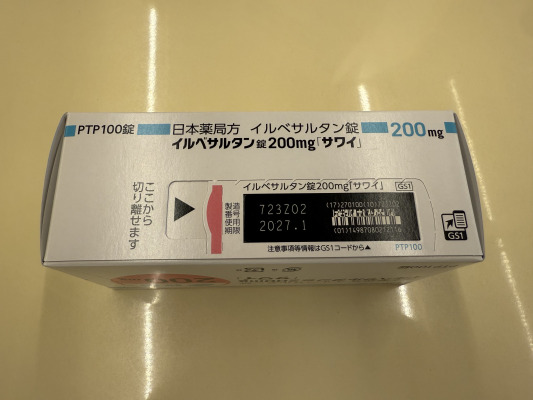 PTP100錠
日本薬局方 イルベサルタン錠
イルベサルタン錠200mg「サワイ」
200mg
ここから
切り離せます
イルベサルタン錠200mg「サワイ」 GS1
製造番号
使用期限
723Z02
2027.1
(01)14987080212116
注意事項等情報はGS1コードから▲
PTP100
GS1